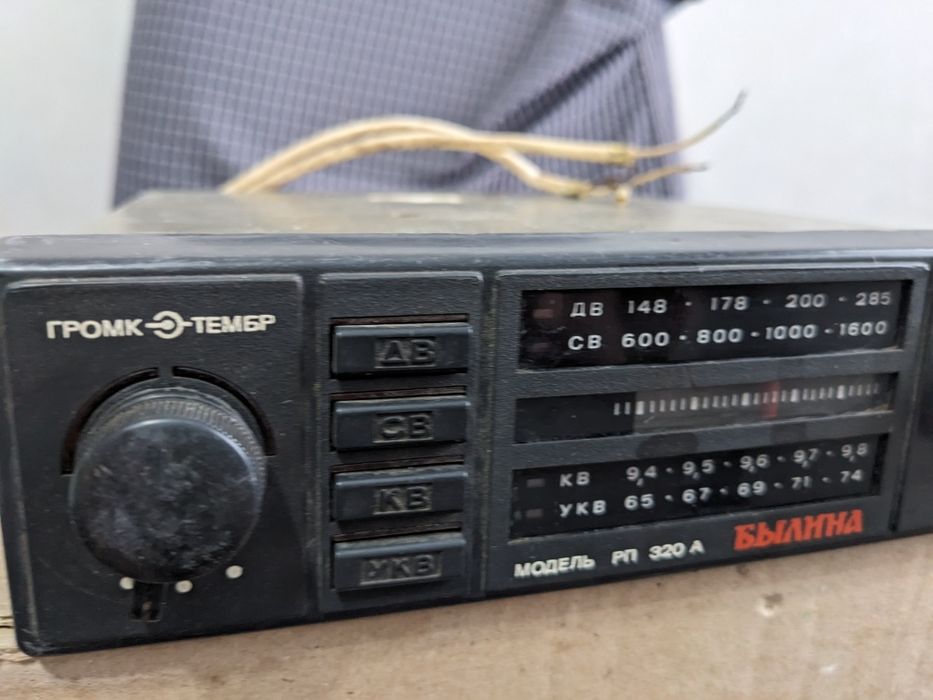 ГРОМК ТЕМБР
ДВ
СВ
КВ
УКВ
ДВ 148 · 178 · 200 · 285
СВ 600 · 800 · 1000 · 1600
КВ 9,4 · 9,5 · 9,6 · 9,7 · 9,8
УКВ 65 · 67 · 69 · 71 · 74
МОДЕЛЬ РП 320 А БЫЛИНА